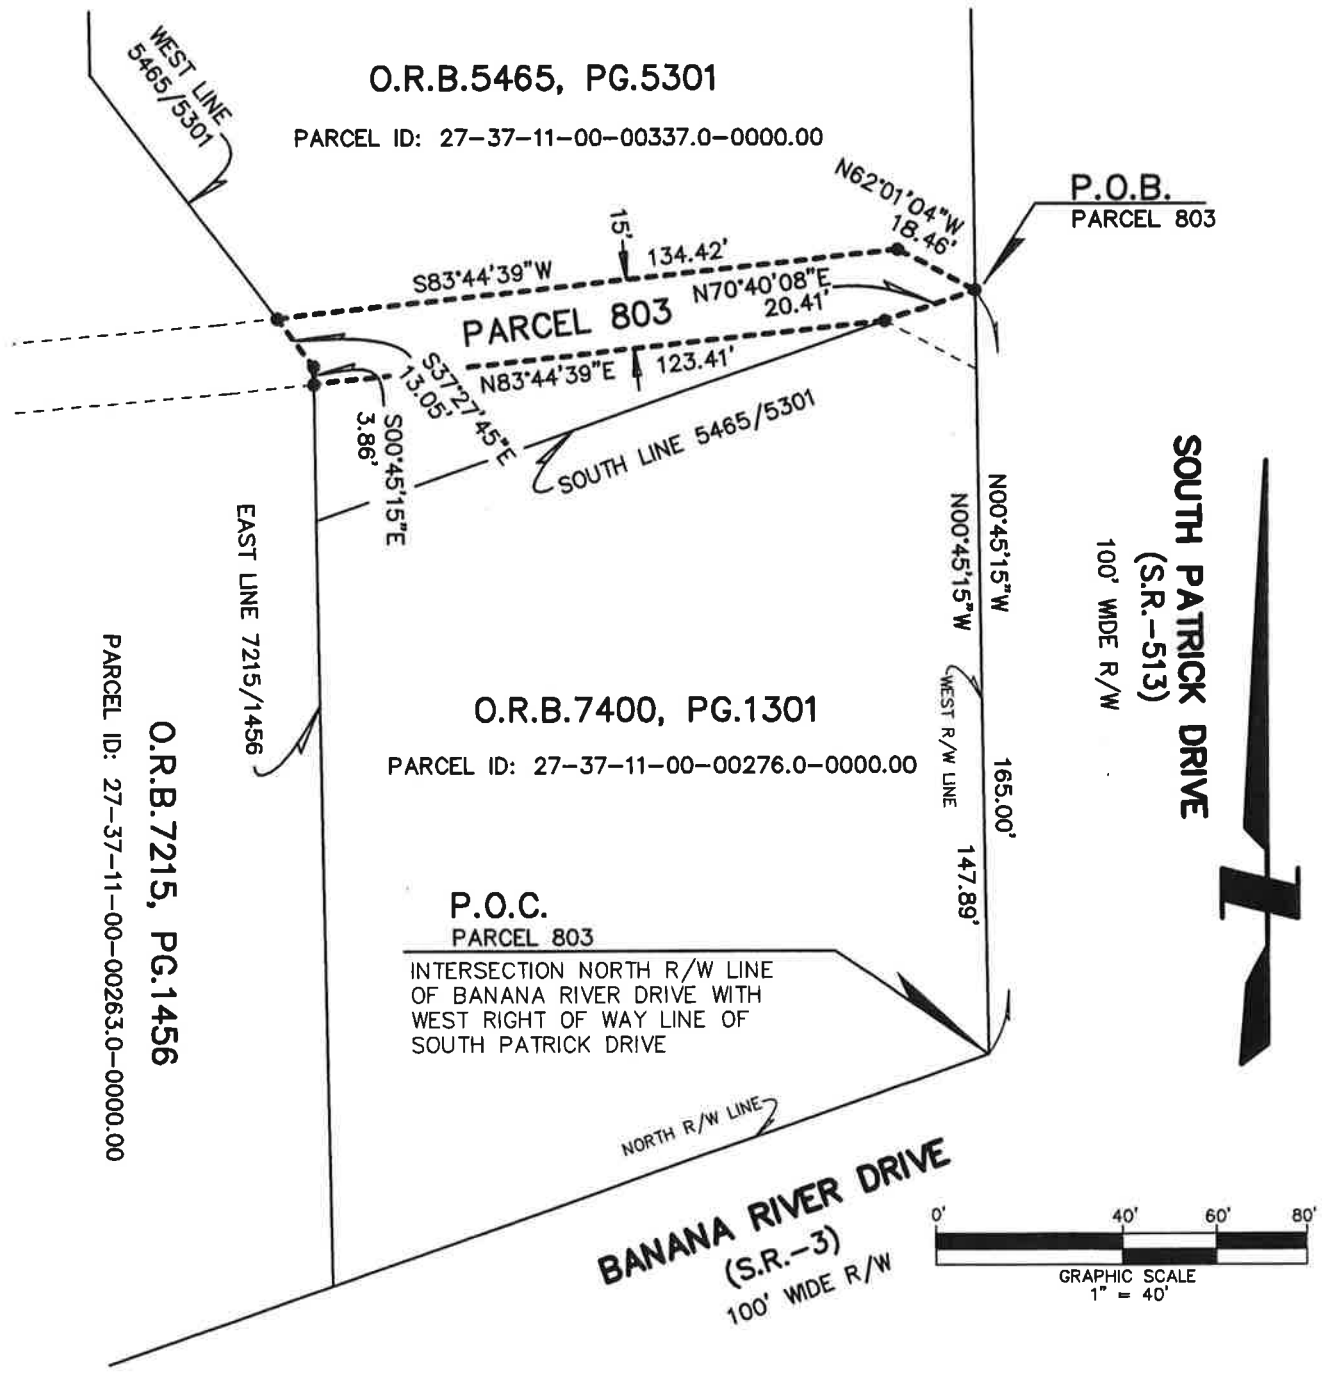 WEST LINE
5465/5301
O.R.B.5465, PG.5301
PARCEL ID: 27-37-11-00-00337.0-0000.00
N62°01'04"W
18.46'
P.O.B.
PARCEL 803
15'
134.42'
S83°44'39"W
N70°40'08"E
20.41'
PARCEL 803
S37°27'45"E
13.05'
N83°44'39"E
123.41'
S00°45'15"E
3.86'
SOUTH LINE 5465/5301
EAST LINE 7215/1456
N00°45'15"W
N00°45'15"W
SOUTH PATRICK DRIVE
(S.R.-513)
100' WIDE R/W
O.R.B.7400, PG.1301
PARCEL ID: 27-37-11-00-00276.0-0000.00
WEST R/W LINE
165.00'
147.89'
O.R.B.7215, PG.1456
PARCEL ID: 27-37-11-00-00263.0-0000.00
P.O.C.
PARCEL 803
INTERSECTION NORTH R/W LINE
OF BANANA RIVER DRIVE WITH
WEST RIGHT OF WAY LINE OF
SOUTH PATRICK DRIVE
N
NORTH R/W LINE
BANANA RIVER DRIVE
(S.R.-3)
100' WIDE R/W
0' 40' 60' 80'
GRAPHIC SCALE
1" = 40'